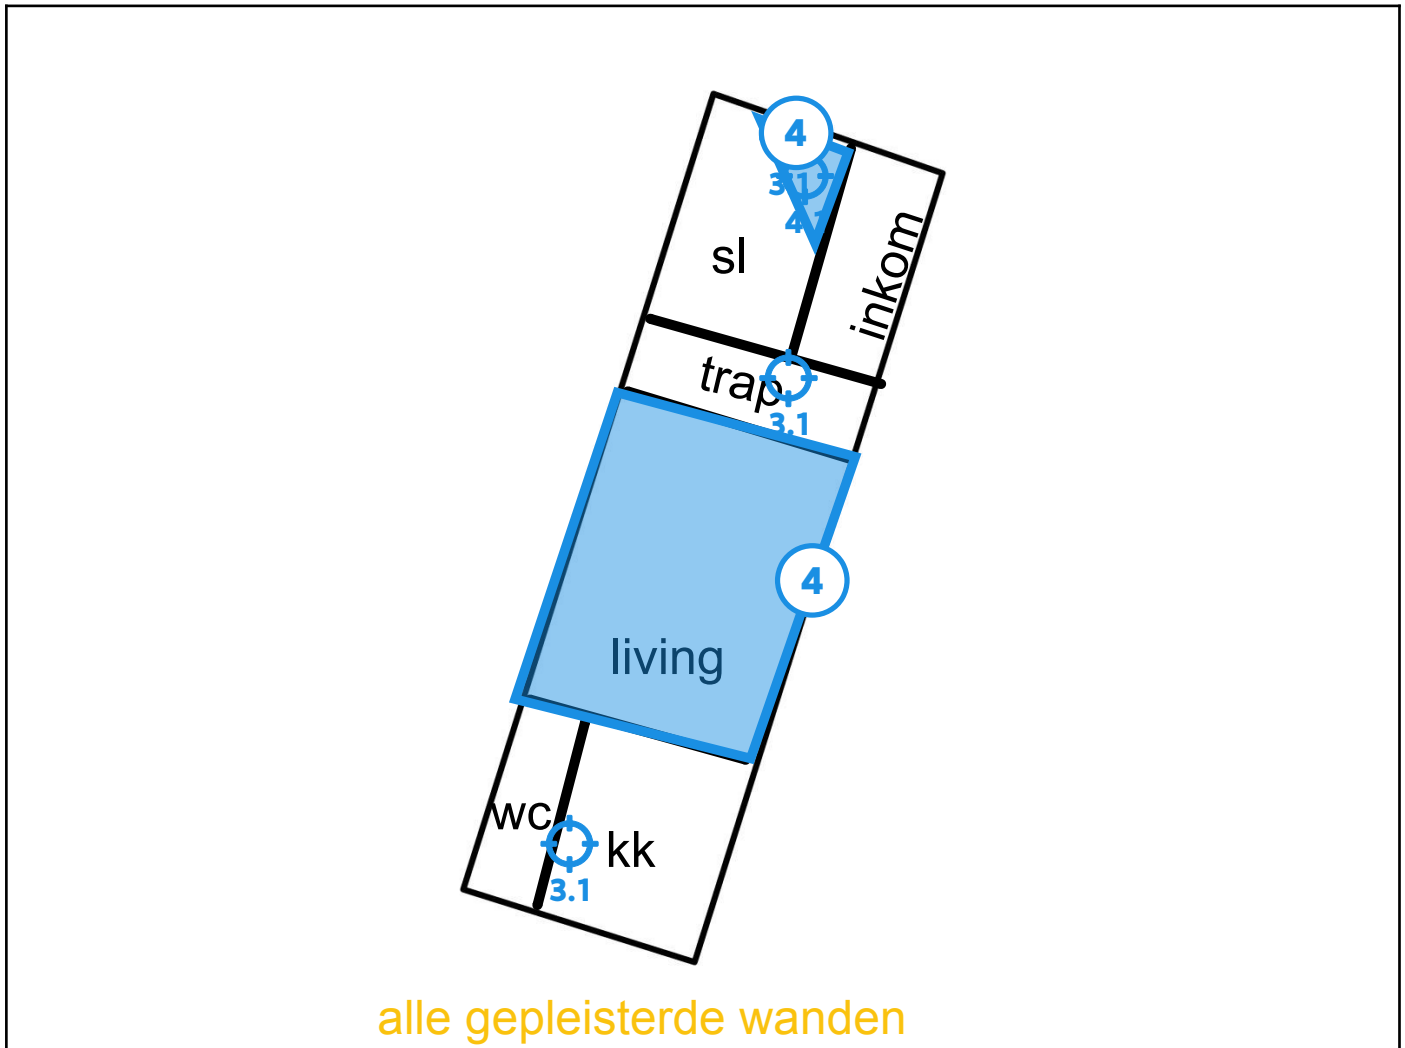 4
3.1
4.1
sl
inkom
trap
3.1
4
living
wc
kk
3.1
alle gepleisterde wanden